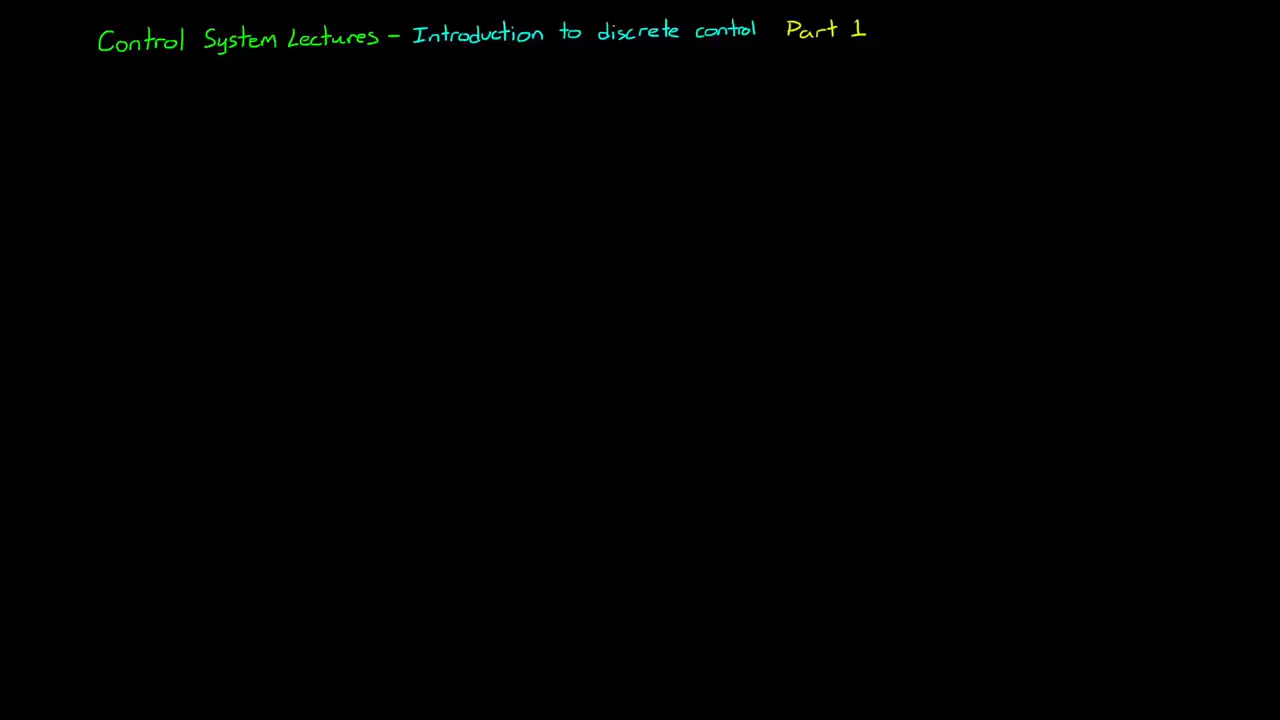 Control System Lectures - Introduction to discrete control Part 1